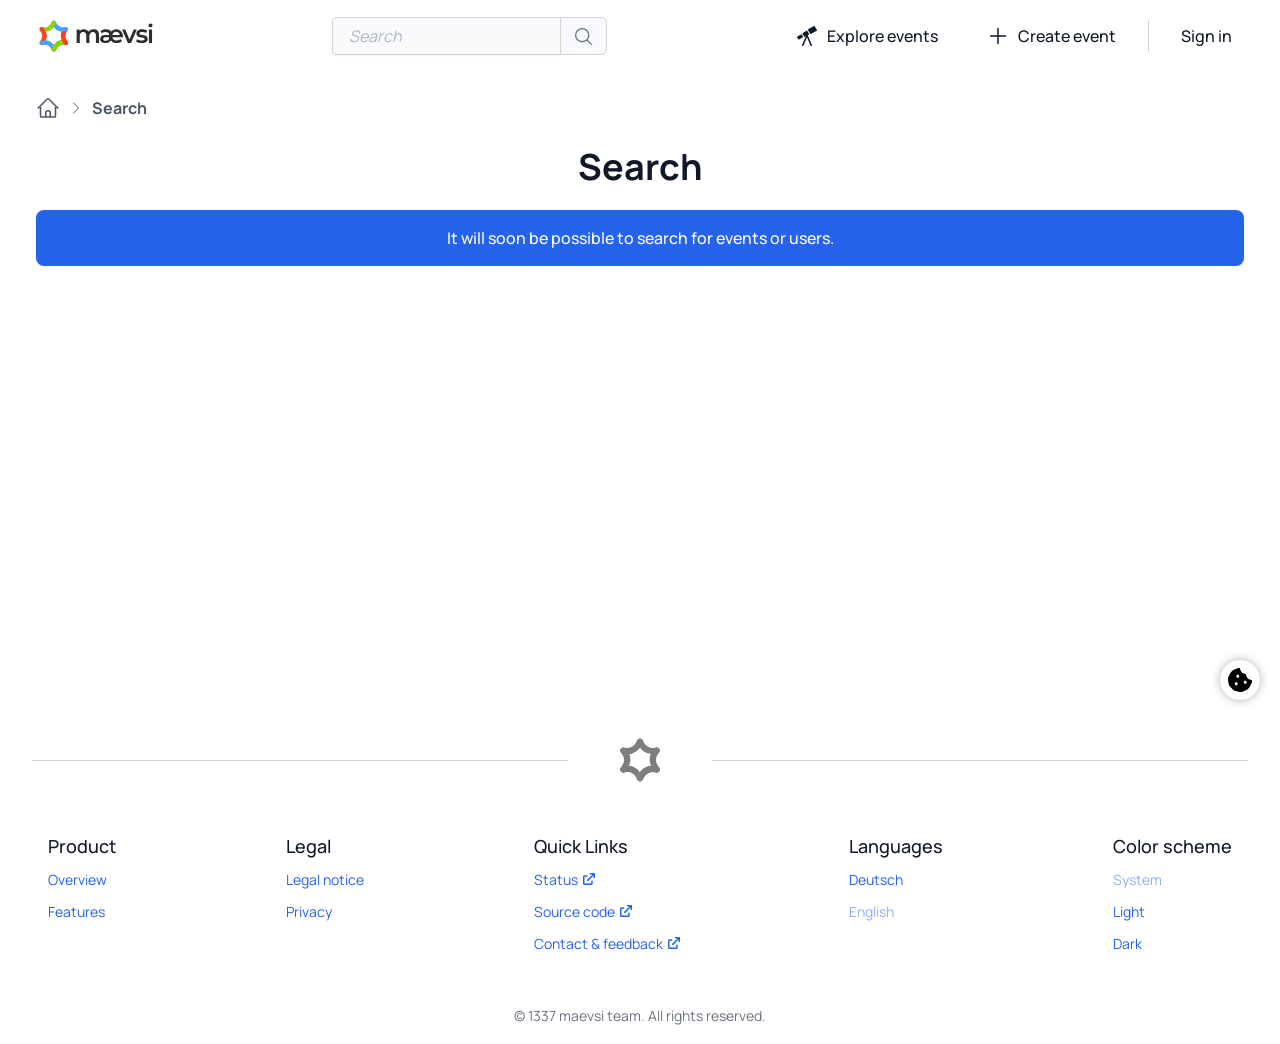 mævsi
Search
Explore events
Create event
Sign in
Search
Search
It will soon be possible to search for events or users.
Product
Overview
Features
Legal
Legal notice
Privacy
Quick Links
Status
Source code
Contact & feedback
Languages
Deutsch
English
Color scheme
System
Light
Dark
© 1337 maevsi team. All rights reserved.